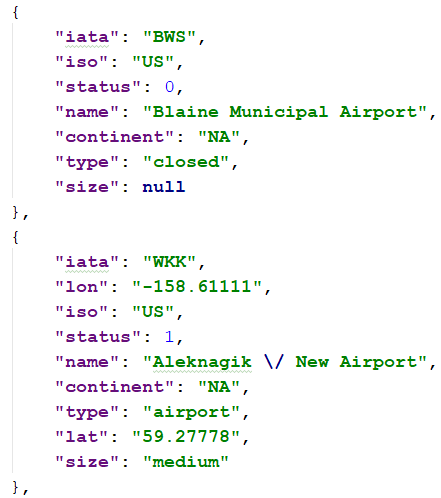 {
"iata": "BWS",
"iso": "US",
"status": 0,
"name": "Blaine Municipal Airport",
"continent": "NA",
"type": "closed",
"size": null
},
{
"iata": "WKK",
"lon": "-158.61111",
"iso": "US",
"status": 1,
"name": "Aleknagik \// New Airport",
"continent": "NA",
"type": "airport",
"lat": "59.27778",
"size": "medium"
},